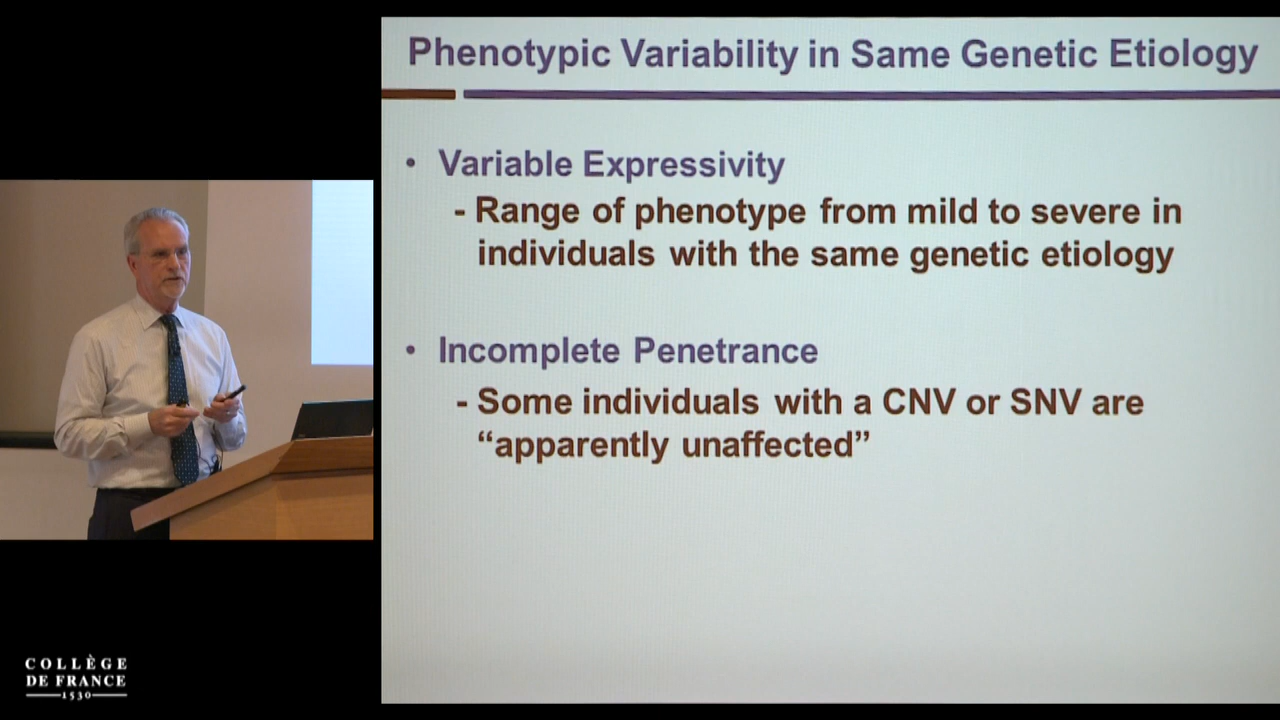 Phenotypic Variability in Same Genetic Etiology
• Variable Expressivity
- Range of phenotype from mild to severe in
individuals with the same genetic etiology
• Incomplete Penetrance
- Some individuals with a CNV or SNV are
“apparently unaffected”
COLLÈGE
DE FRANCE
1530